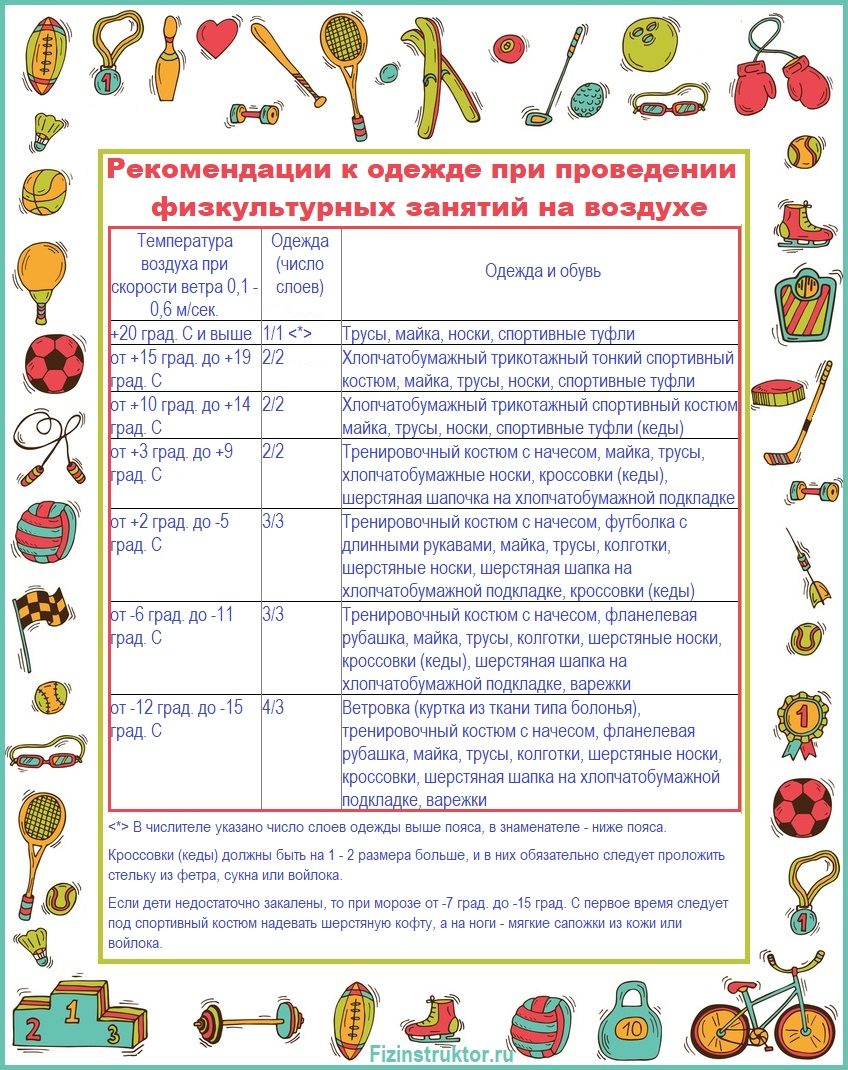 Рекомендации к одежде при проведении
физкультурных занятий на воздухе
Температура
воздуха при
скорости ветра 0,1 -
0,6 м/сек.
Одежда
(число
слоев)
Одежда и обувь
+20 град. С и выше
1/1 <*>
Трусы, майка, носки, спортивные туфли
от +15 град. до +19
град. С
2/2
Хлопчатобумажный трикотажный тонкий спортивный
костюм, майка, трусы, носки, спортивные туфли
от +10 град. до +14
град. С
2/2
Хлопчатобумажный трикотажный спортивный костюм
майка, трусы, носки, спортивные туфли (кеды)
от +3 град. до +9
град. С
2/2
Тренировочный костюм с начесом, майка, трусы,
хлопчатобумажные носки, кроссовки (кеды),
шерстяная шапочка на хлопчатобумажной подкладке
от +2 град. до -5
град. С
3/3
Тренировочный костюм с начесом, футболка с
длинными рукавами, майка, трусы, колготки,
шерстяные носки, шерстяная шапка на
хлопчатобумажной подкладке, кроссовки (кеды)
от -6 град. до -11
град. С
3/3
Тренировочный костюм с начесом, фланелевая
рубашка, майка, трусы, колготки, шерстяные носки,
кроссовки (кеды), шерстяная шапка на
хлопчатобумажной подкладке, варежки
от -12 град. до -15
град. С
4/3
Ветровка (куртка из ткани типа болонья),
тренировочный костюм с начесом, фланелевая
рубашка, майка, трусы, колготки, шерстяные носки,
кроссовки, шерстяная шапка на хлопчатобумажной
подкладке, варежки
<*> В числителе указано число слоев одежды выше пояса, в знаменателе - ниже пояса.
Кроссовки (кеды) должны быть на 1 - 2 размера больше, и в них обязательно следует проложить
стельку из фетра, сукна или войлока.
Если дети недостаточно закалены, то при морозе от -7 град. до -15 град. С первое время следует
под спортивный костюм надевать шерстяную кофту, а на ноги - мягкие сапожки из кожи или
войлока.
1
1
1
2
1
3
10
Fizinstruktor.ru